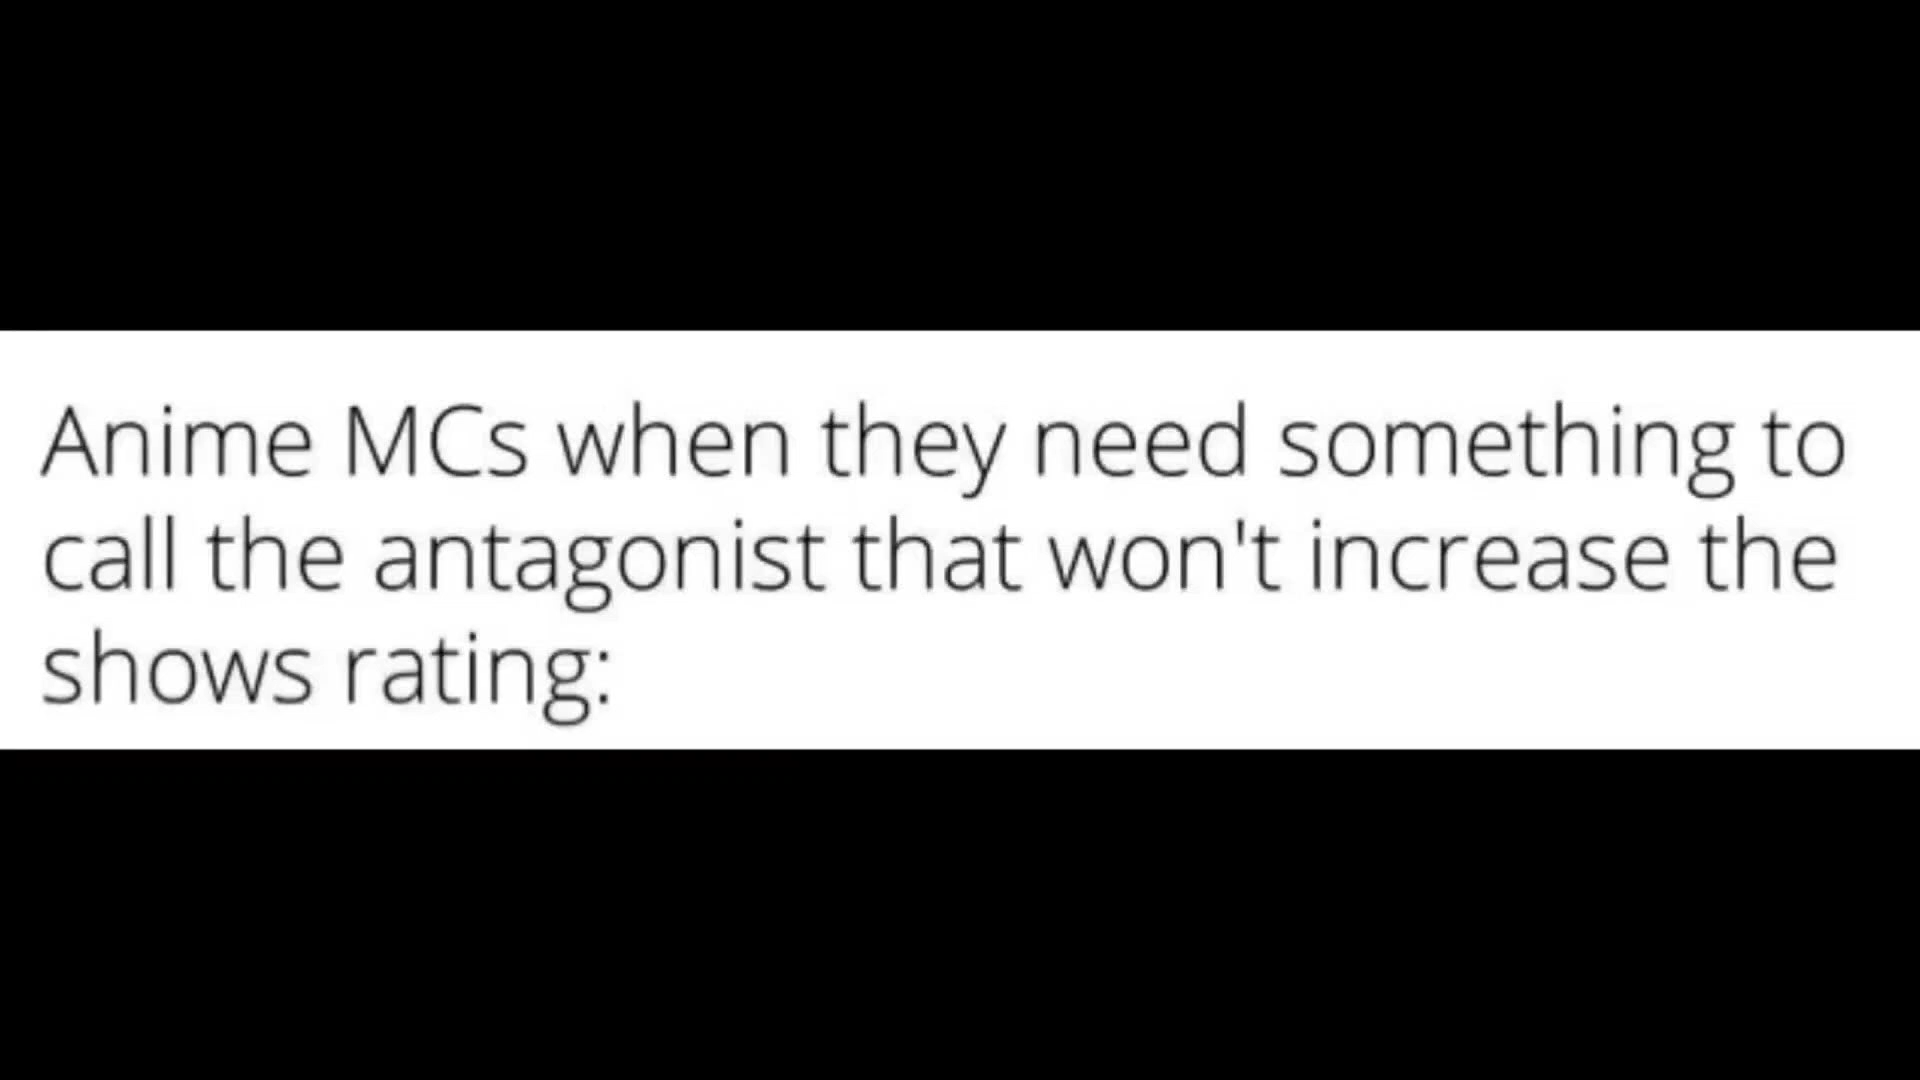 Anime MCs when they need something to
call the antagonist that won't increase the
shows rating: